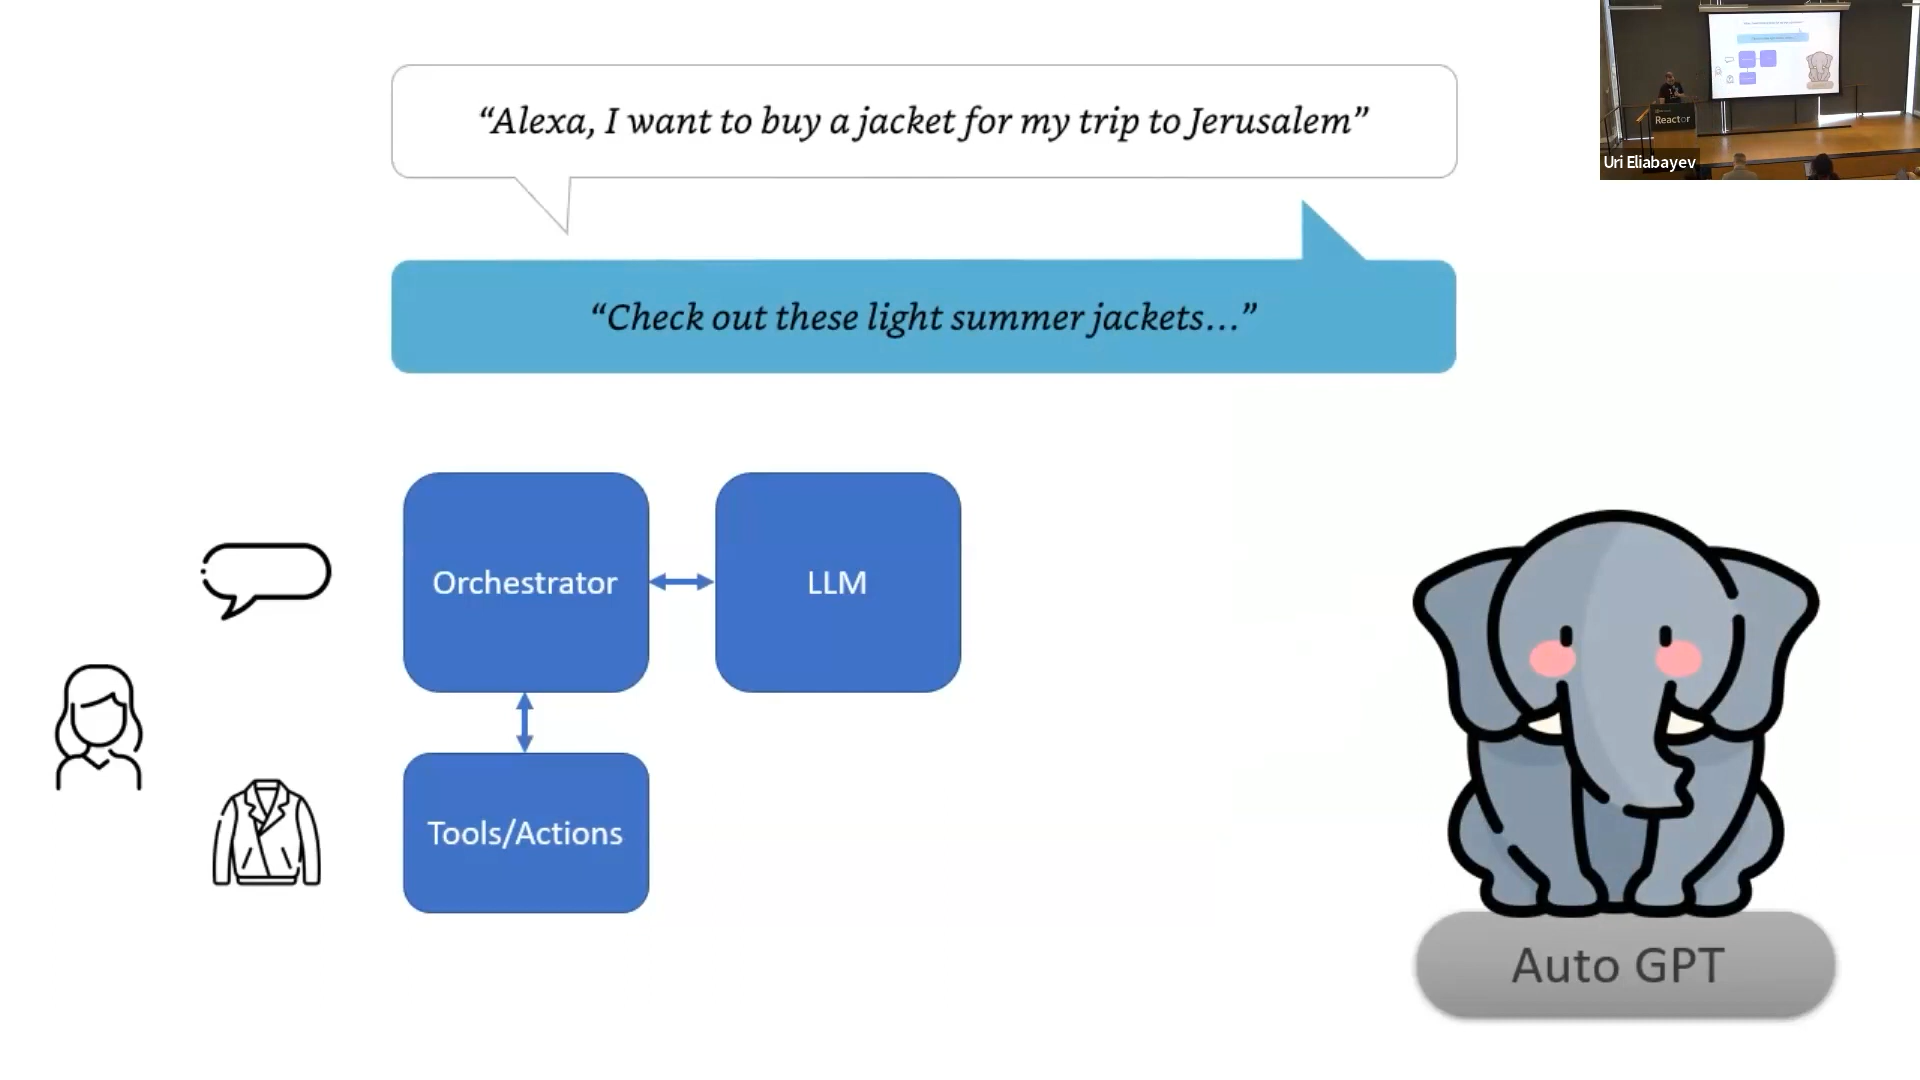 “Alexa, I want to buy a jacket for my trip to Jerusalem”
“Check out these light summer jackets...”
Orchestrator
LLM
Tools/Actions
Auto GPT
Reactor
Uri Eliabayev